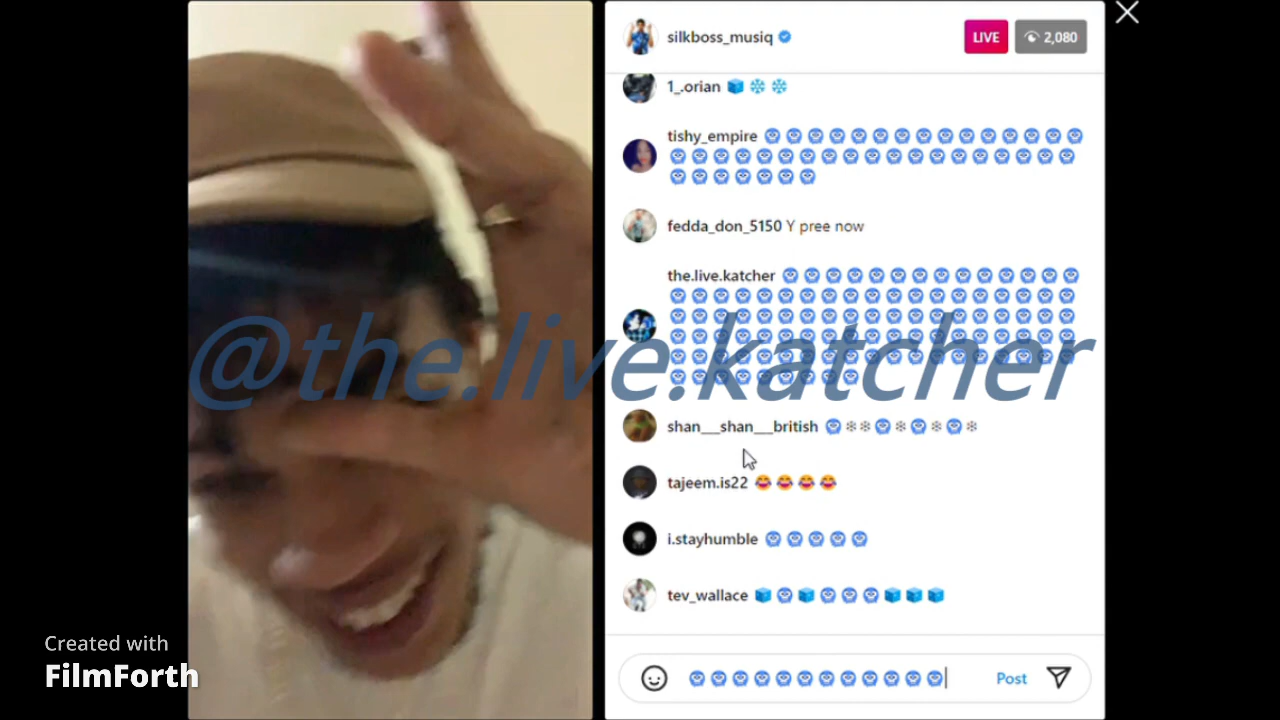 silkboss_musiq
LIVE
2,080
1_.orian
tishy_empire
fedda_don_5150 Y pree now
the.live.katcher
@the.live.katcher
shan__shan__british
tajeem.is22
i.stayhumble
tev_wallace
Created with
FilmForth
Post